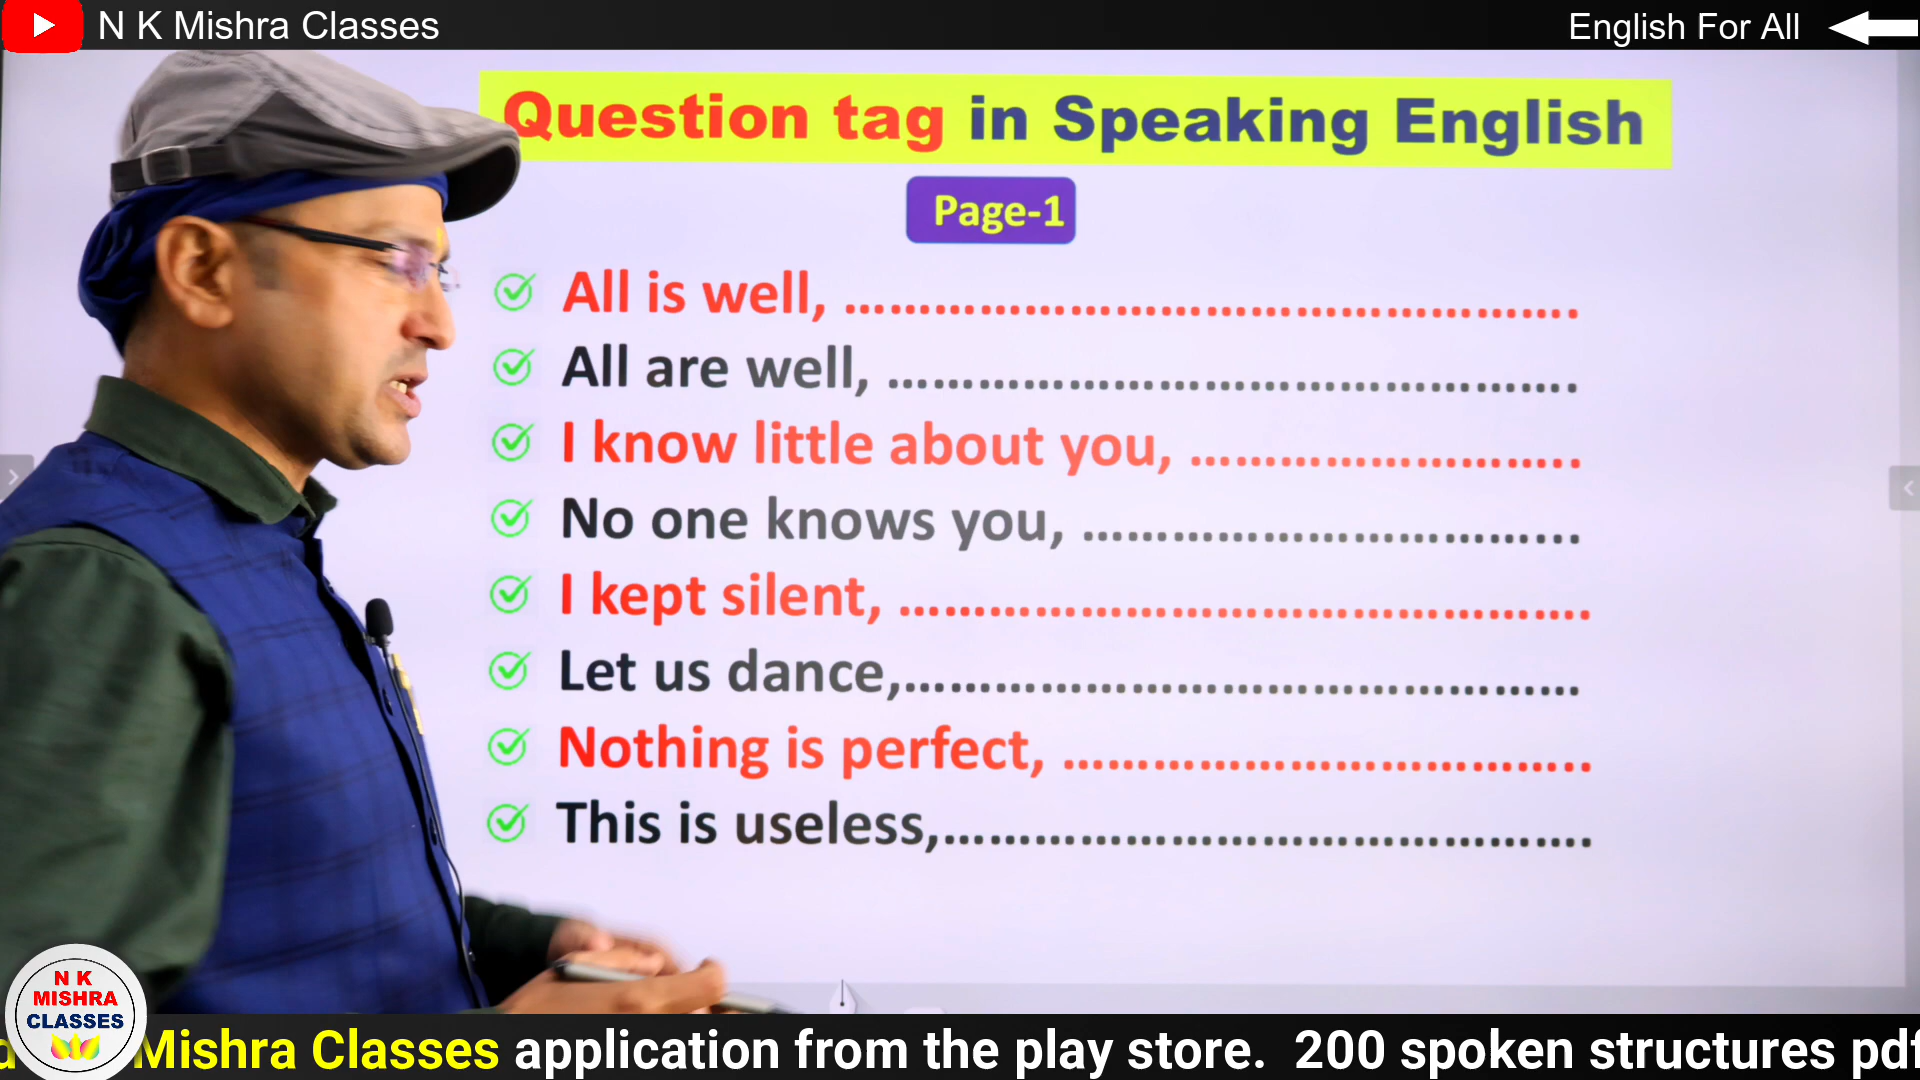 N K Mishra Classes
English For All
Question tag in Speaking English
Page-1
All is well, ................................................
All are well, ................................................
I know little about you, ..........................
No one knows you, ..................................
I kept silent, ................................................
Let us dance,................................................
Nothing is perfect, ....................................
This is useless,................................................
N K
MISHRA
CLASSES
Mishra Classes application from the play store. 200 spoken structures pdf